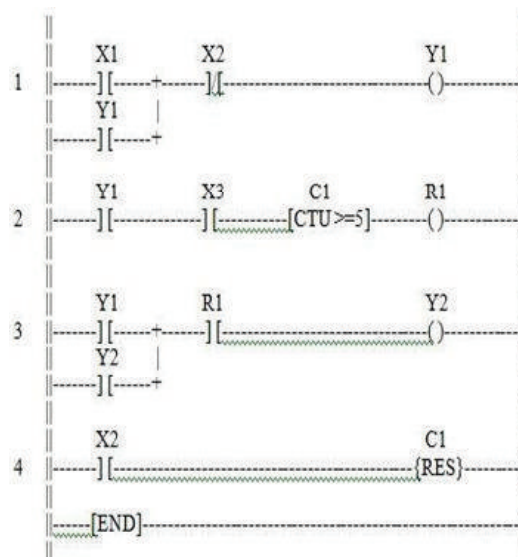 X1 X2 Y1
1 ||------][------+------]/[------------------------()------
Y1 |
||------][------+
Y1 X3 C1 R1
2 ||------][-----------][----------[CTU>=5]------()------
Y1 R1 Y2
3 ||------][------+------][------------------------()------
Y2 |
||------][------+
X2 C1
4 ||------][-------------------------------------{RES}------
||-----[END]--------------------------------------------